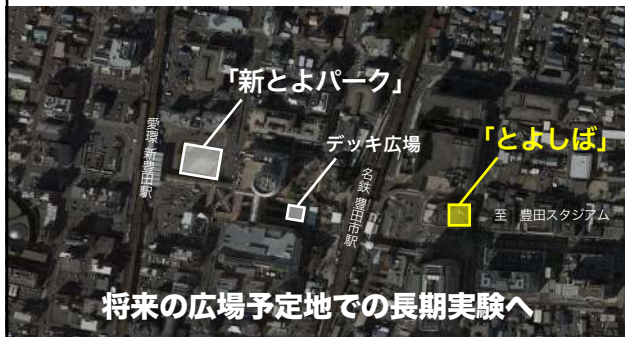 「新とよパーク」
デッキ広場
「とよしば」
愛環 新豊田駅
名鉄 豊田市駅
至 豊田スタジアム
将来の広場予定地での長期実験へ